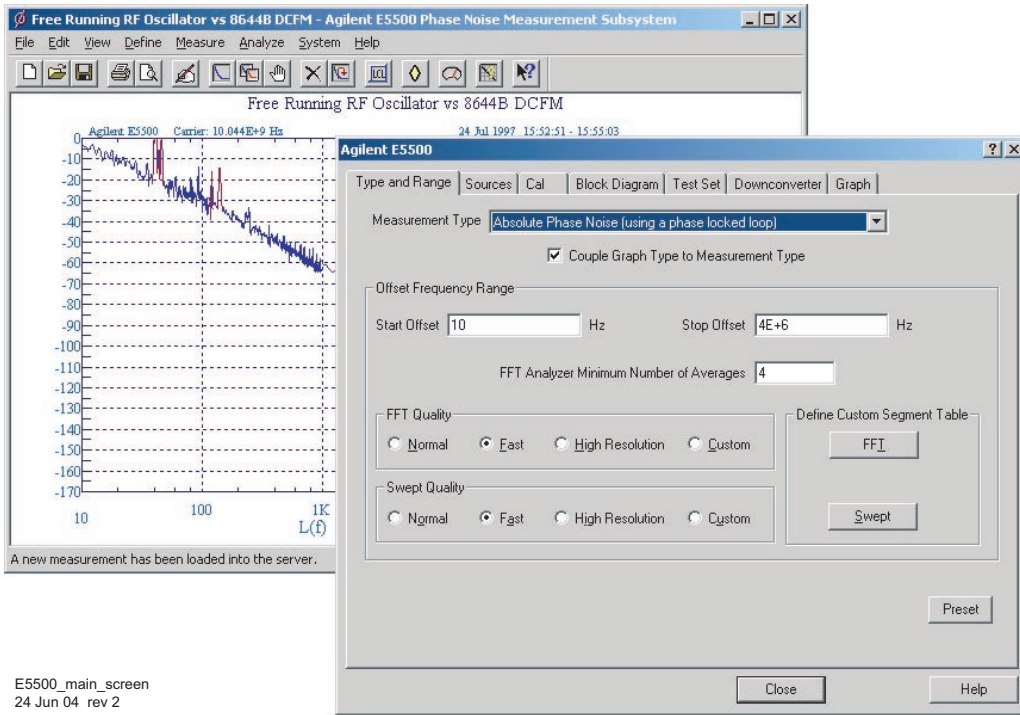 Free Running RF Oscillator vs 8644B DCFM - Agilent E5500 Phase Noise Measurement Subsystem
File Edit View Define Measure Analyze System Help
Free Running RF Oscillator vs 8644B DCFM
Agilent E5500 Carrier: 10.044E+9 Hz 24 Jul 1997 15:52:51 - 15:55:03
0
-10
-20
-30
-40
-50
-60
-70
-80
-90
-100
-110
-120
-130
-140
-150
-160
-170
10 100 1K
L(f)
A new measurement has been loaded into the server.
Agilent E5500
Type and Range Sources Cal Block Diagram Test Set Downconverter Graph
Measurement Type Absolute Phase Noise (using a phase locked loop)
Couple Graph Type to Measurement Type
Offset Frequency Range
Start Offset 10 Hz Stop Offset 4E+6 Hz
FFT Analyzer Minimum Number of Averages 4
FFT Quality
Normal Fast High Resolution Custom
Swept Quality
Normal Fast High Resolution Custom
Define Custom Segment Table
FFT
Swept
Preset
Close Help
E5500_main_screen
24 Jun 04 rev 2